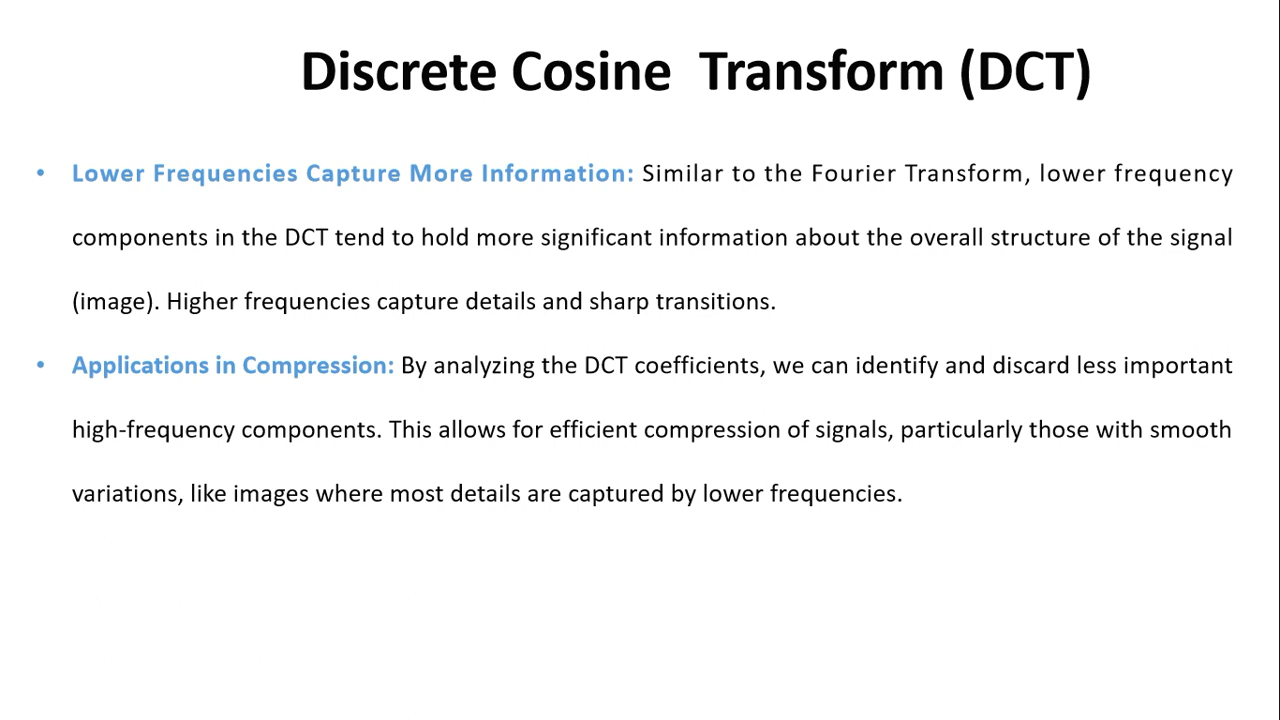 Discrete Cosine Transform (DCT)
• Lower Frequencies Capture More Information: Similar to the Fourier Transform, lower frequency
components in the DCT tend to hold more significant information about the overall structure of the signal
(image). Higher frequencies capture details and sharp transitions.
• Applications in Compression: By analyzing the DCT coefficients, we can identify and discard less important
high-frequency components. This allows for efficient compression of signals, particularly those with smooth
variations, like images where most details are captured by lower frequencies.